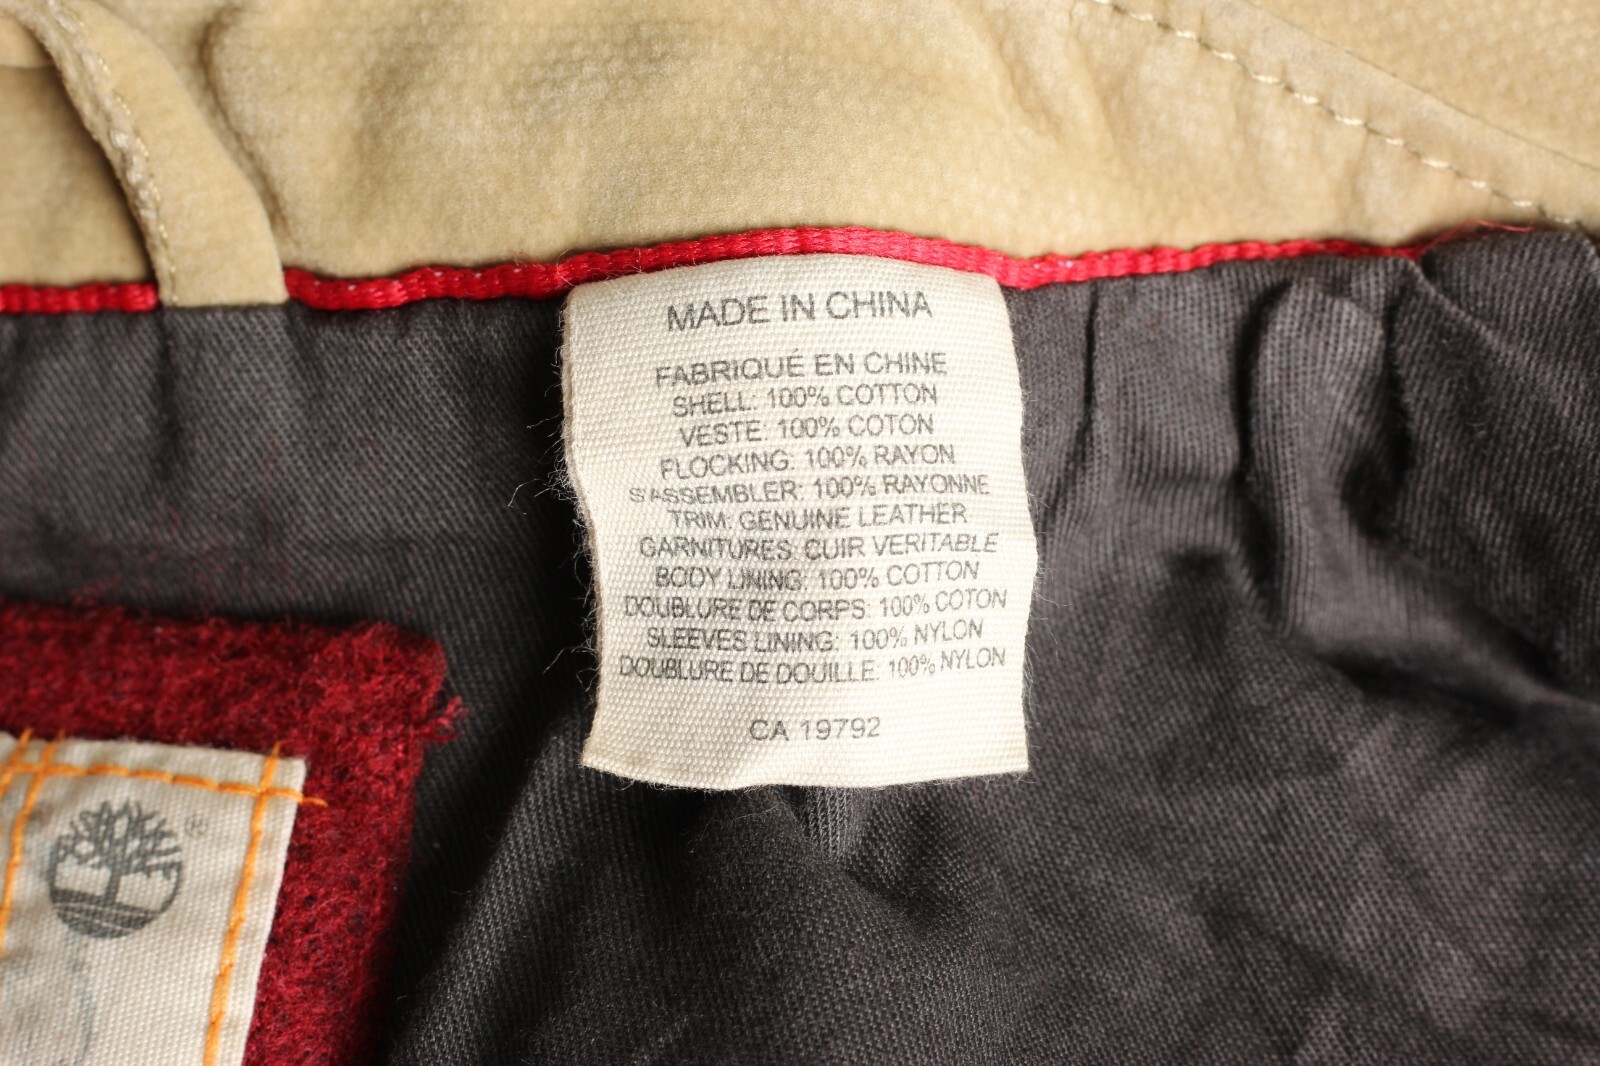 MADE IN CHINA
FABRIQUÉ EN CHINE
SHELL: 100% COTTON
VESTE: 100% COTON
FLOCKING: 100% RAYON
S'ASSEMBLER: 100% RAYONNE
TRIM: GENUINE LEATHER
GARNITURES: CUIR VERITABLE
BODY LINING: 100% COTTON
DOUBLURE DE CORPS: 100% COTON
SLEEVES LINING: 100% NYLON
DOUBLURE DE DOUILLE: 100% NYLON
CA 19792
®